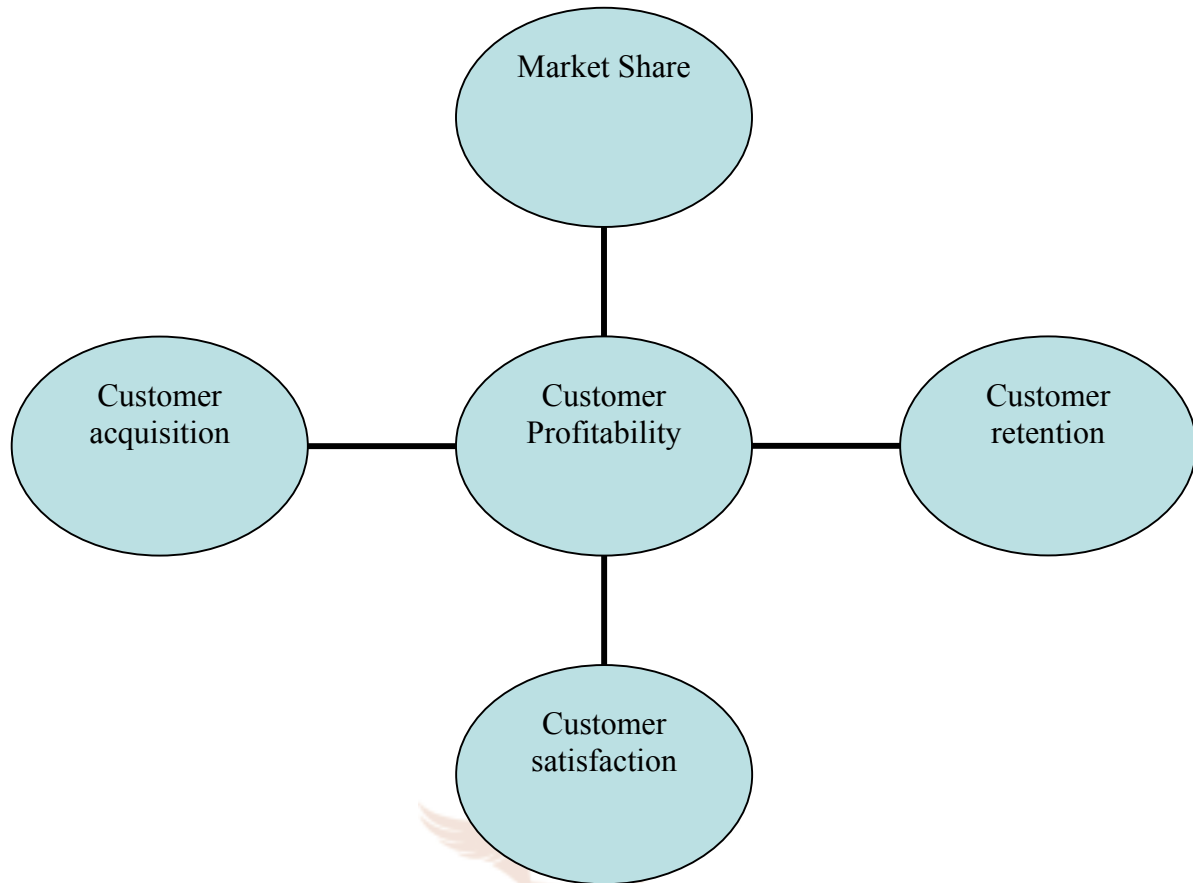 Market Share
Customer
acquisition
Customer
Profitability
Customer
retention
Customer
satisfaction